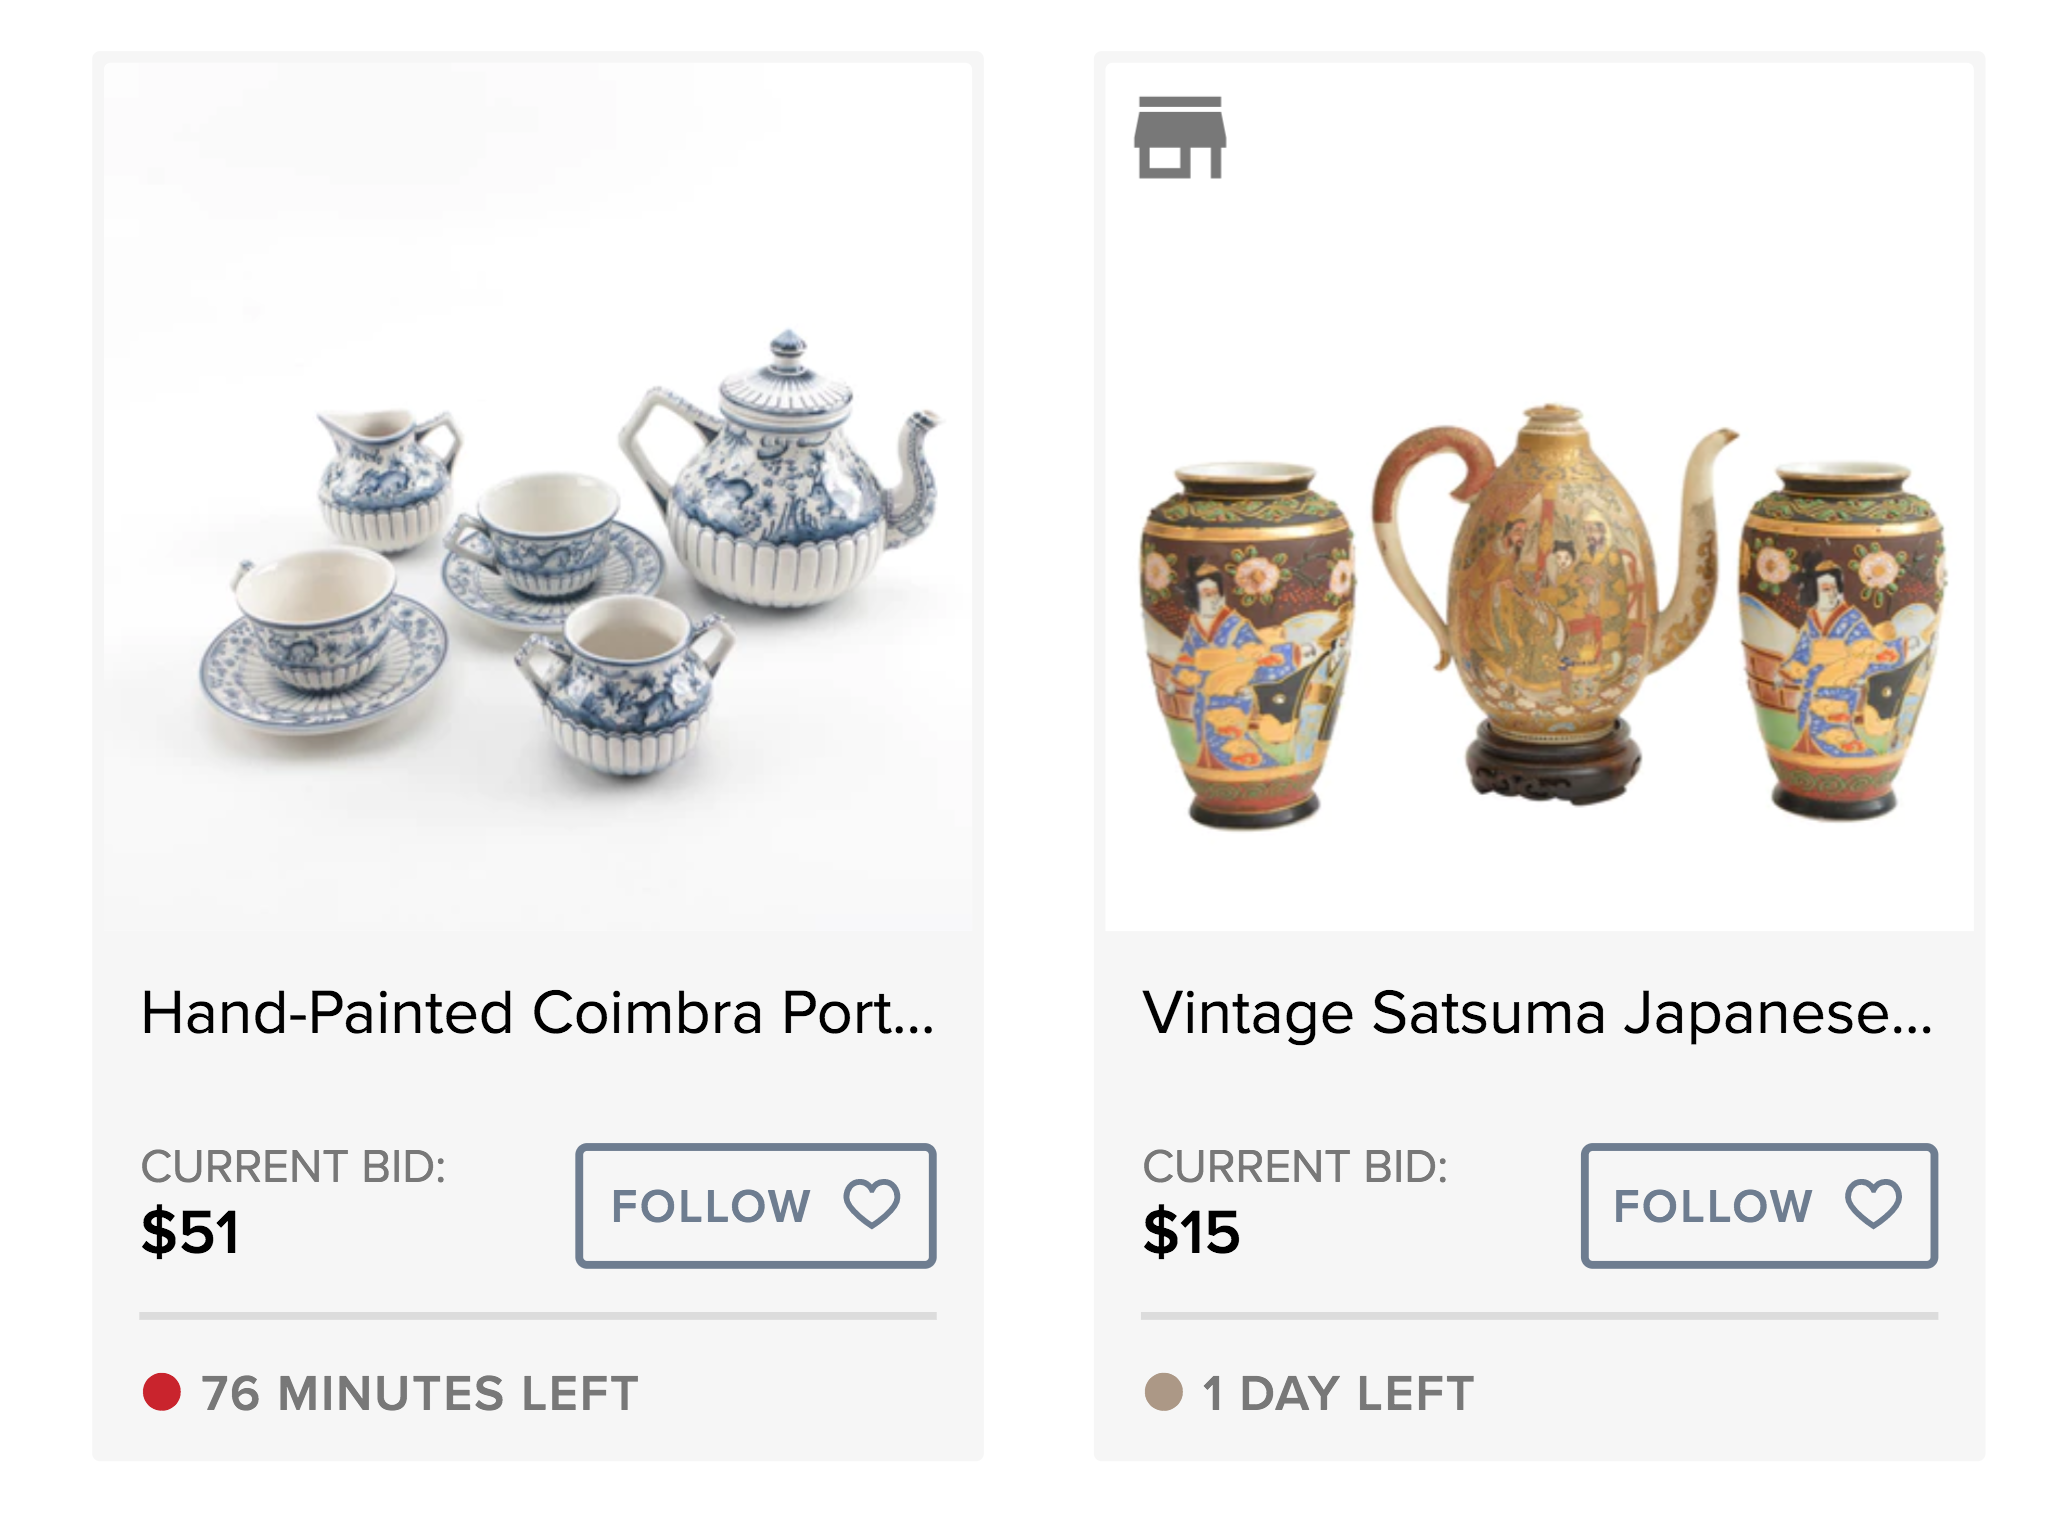 Hand-Painted Coimbra Port...
CURRENT BID:
$51
FOLLOW
76 MINUTES LEFT
Vintage Satsuma Japanese...
CURRENT BID:
$15
FOLLOW
1 DAY LEFT